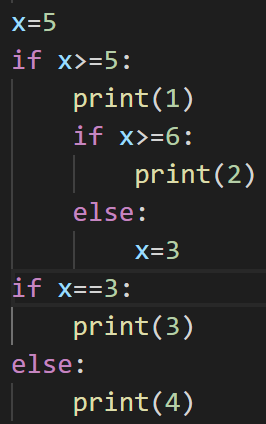 x=5
if x>=5:
    print(1)
    if x>=6:
        print(2)
    else:
        x=3
if x==3:
    print(3)
else:
    print(4)